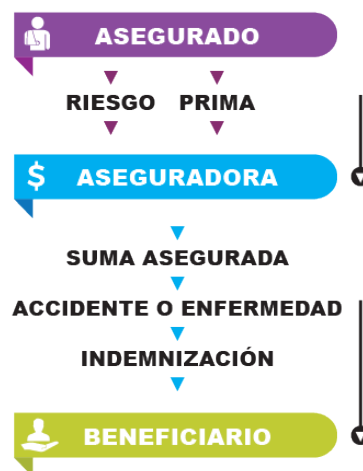 ASEGURADO
RIESGO PRIMA
$ ASEGURADORA
SUMA ASEGURADA
ACCIDENTE O ENFERMEDAD
INDEMNIZACIÓN
BENEFICIARIO